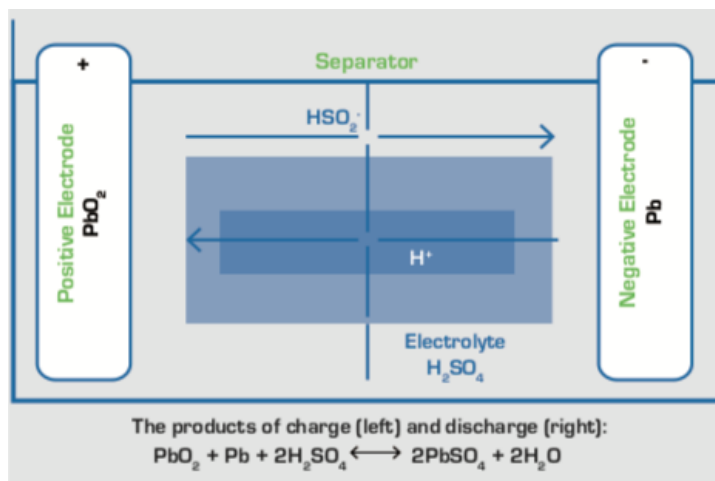 +
-
Separator
HSO₂⁻
Positive Electrode
PbO₂
Negative Electrode
Pb
H⁺
Electrolyte
H₂SO₄
The products of charge (left) and discharge (right):
PbO₂ + Pb + 2H₂SO₄ ⟷ 2PbSO₄ + 2H₂O